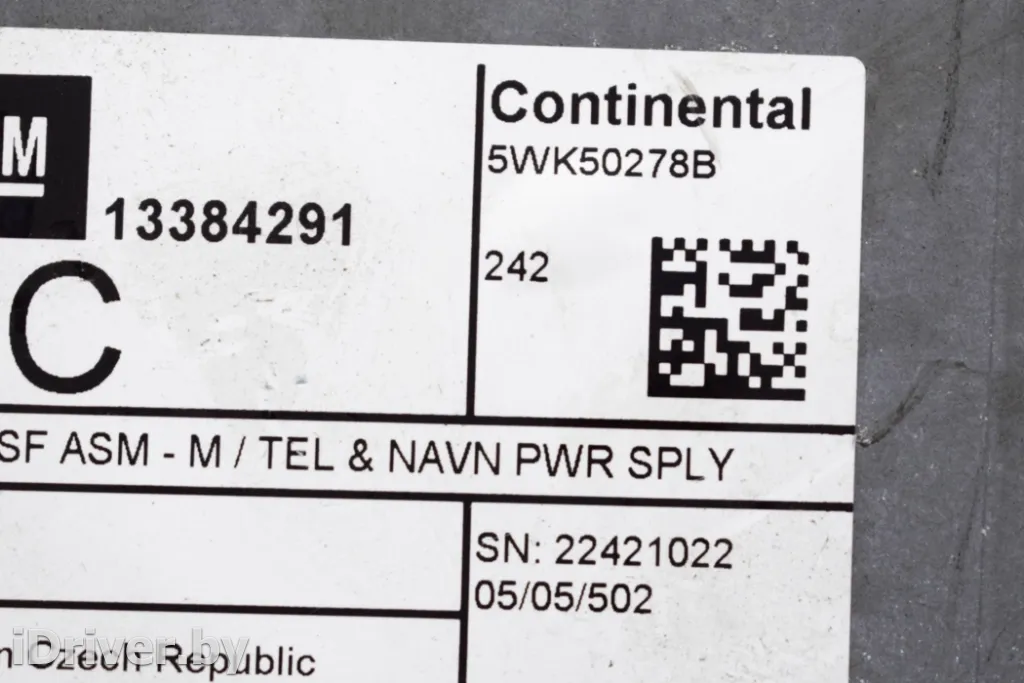 M
13384291
C
Continental
5WK50278B
242
SF ASM - M / TEL & NAVN PWR SPLY
SN: 22421022
05/05/502
n Czech Republic
iDriver.by